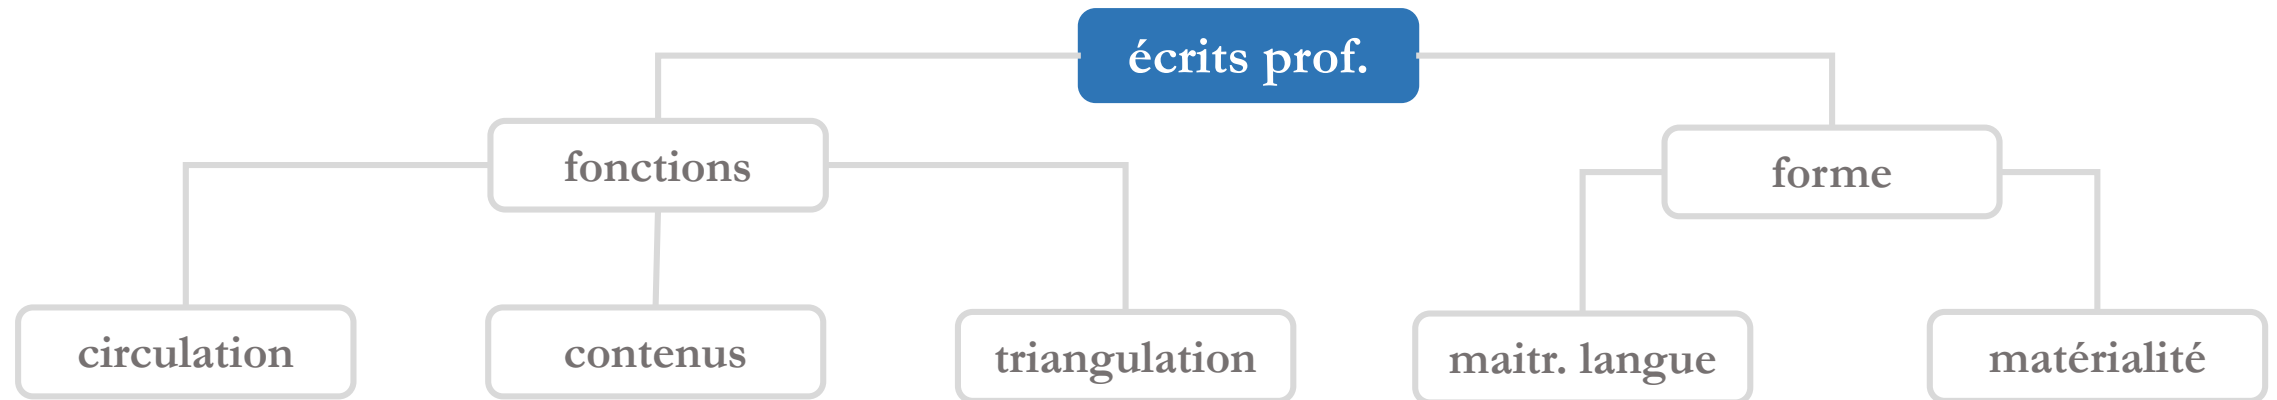 écrits prof.
fonctions
forme
circulation
contenus
triangulation
maitr. langue
matérialité